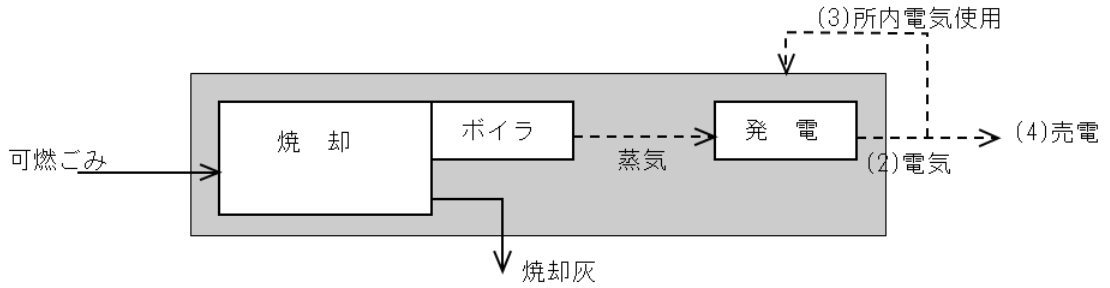 (3)所内電気使用
焼　却
ボイラ
発　電
(4)売電
可燃ごみ
蒸気
(2)電気
焼却灰